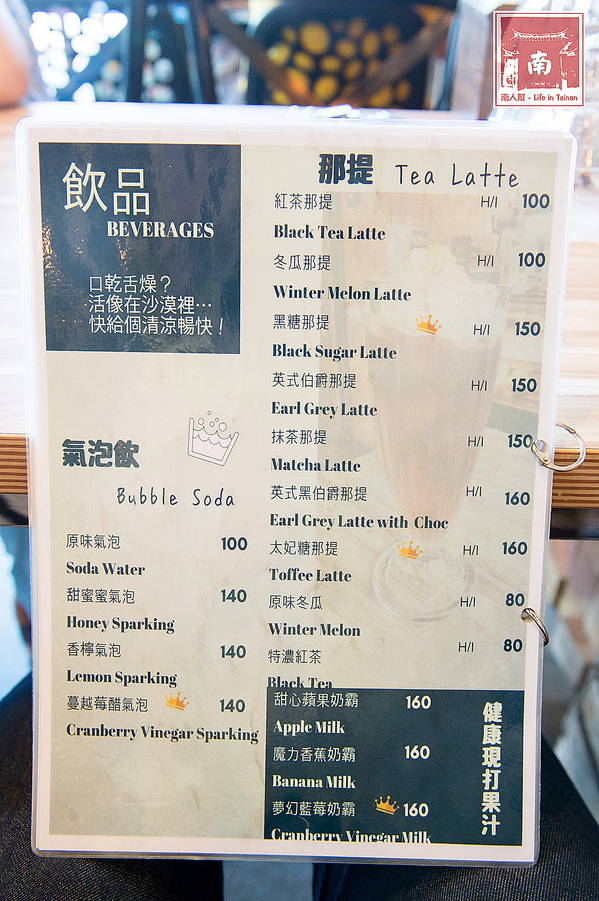 南
南人幫 - Life in Tainan
飲品
BEVERAGES
口乾舌燥？
活像在沙漠裡…
快給個清涼暢快！
氣泡飲
Bubble Soda
原味氣泡 100
Soda Water
甜蜜蜜氣泡 140
Honey Sparking
香檸氣泡 140
Lemon Sparking
蔓越莓醋氣泡 140
Cranberry Vinegar Sparking
那提 Tea Latte
紅茶那提 H/I 100
Black Tea Latte
冬瓜那提 H/I 100
Winter Melon Latte
黑糖那提 H/I 150
Black Sugar Latte
英式伯爵那提 H/I 150
Earl Grey Latte
抹茶那提 H/I 150
Matcha Latte
英式黑伯爵那提 H/I 160
Earl Grey Latte with Choc
太妃糖那提 H/I 160
Toffee Latte
原味冬瓜 H/I 80
Winter Melon
特濃紅茶 H/I 80
Black Tea
健康現打果汁
甜心蘋果奶霸 160
Apple Milk
魔力香蕉奶霸 160
Banana Milk
夢幻藍莓奶霸 160
Cranberry Vinegar Milk